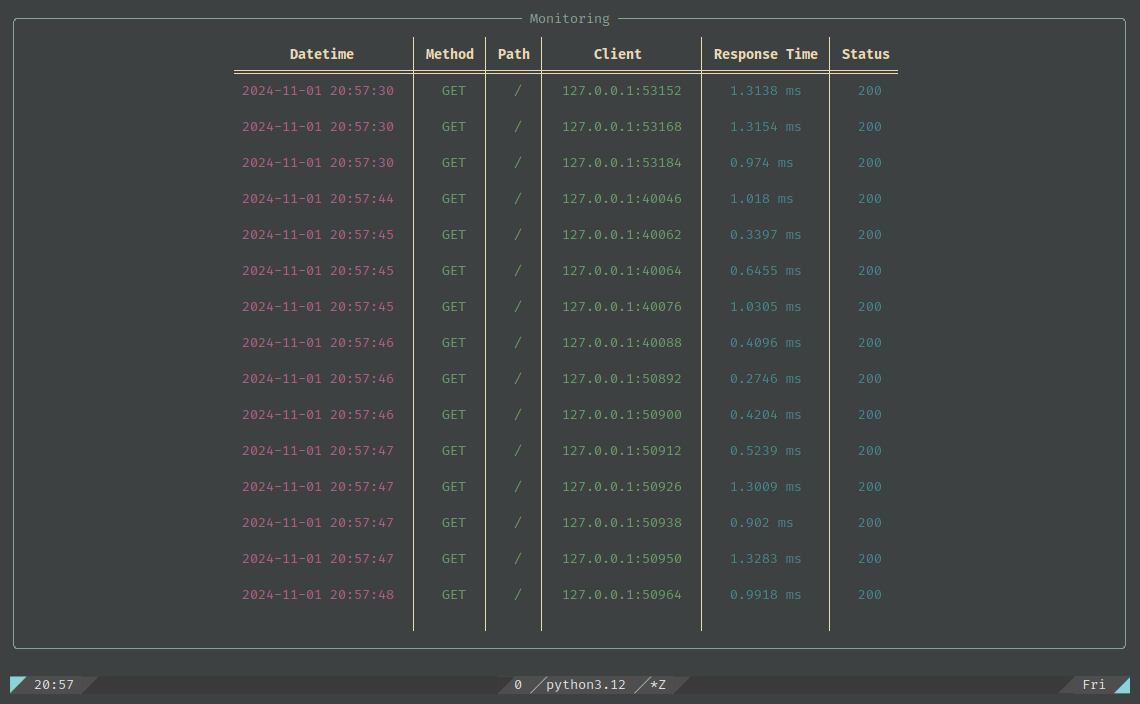 Monitoring
Datetime Method Path Client Response Time Status
2024-11-01 20:57:30 GET / 127.0.0.1:53152 1.3138 ms 200
2024-11-01 20:57:30 GET / 127.0.0.1:53168 1.3154 ms 200
2024-11-01 20:57:30 GET / 127.0.0.1:53184 0.974 ms 200
2024-11-01 20:57:44 GET / 127.0.0.1:40046 1.018 ms 200
2024-11-01 20:57:45 GET / 127.0.0.1:40062 0.3397 ms 200
2024-11-01 20:57:45 GET / 127.0.0.1:40064 0.6455 ms 200
2024-11-01 20:57:45 GET / 127.0.0.1:40076 1.0305 ms 200
2024-11-01 20:57:46 GET / 127.0.0.1:40088 0.4096 ms 200
2024-11-01 20:57:46 GET / 127.0.0.1:50892 0.2746 ms 200
2024-11-01 20:57:46 GET / 127.0.0.1:50900 0.4204 ms 200
2024-11-01 20:57:47 GET / 127.0.0.1:50912 0.5239 ms 200
2024-11-01 20:57:47 GET / 127.0.0.1:50926 1.3009 ms 200
2024-11-01 20:57:47 GET / 127.0.0.1:50938 0.902 ms 200
2024-11-01 20:57:47 GET / 127.0.0.1:50950 1.3283 ms 200
2024-11-01 20:57:48 GET / 127.0.0.1:50964 0.9918 ms 200
20:57 0 python3.12 *Z Fri